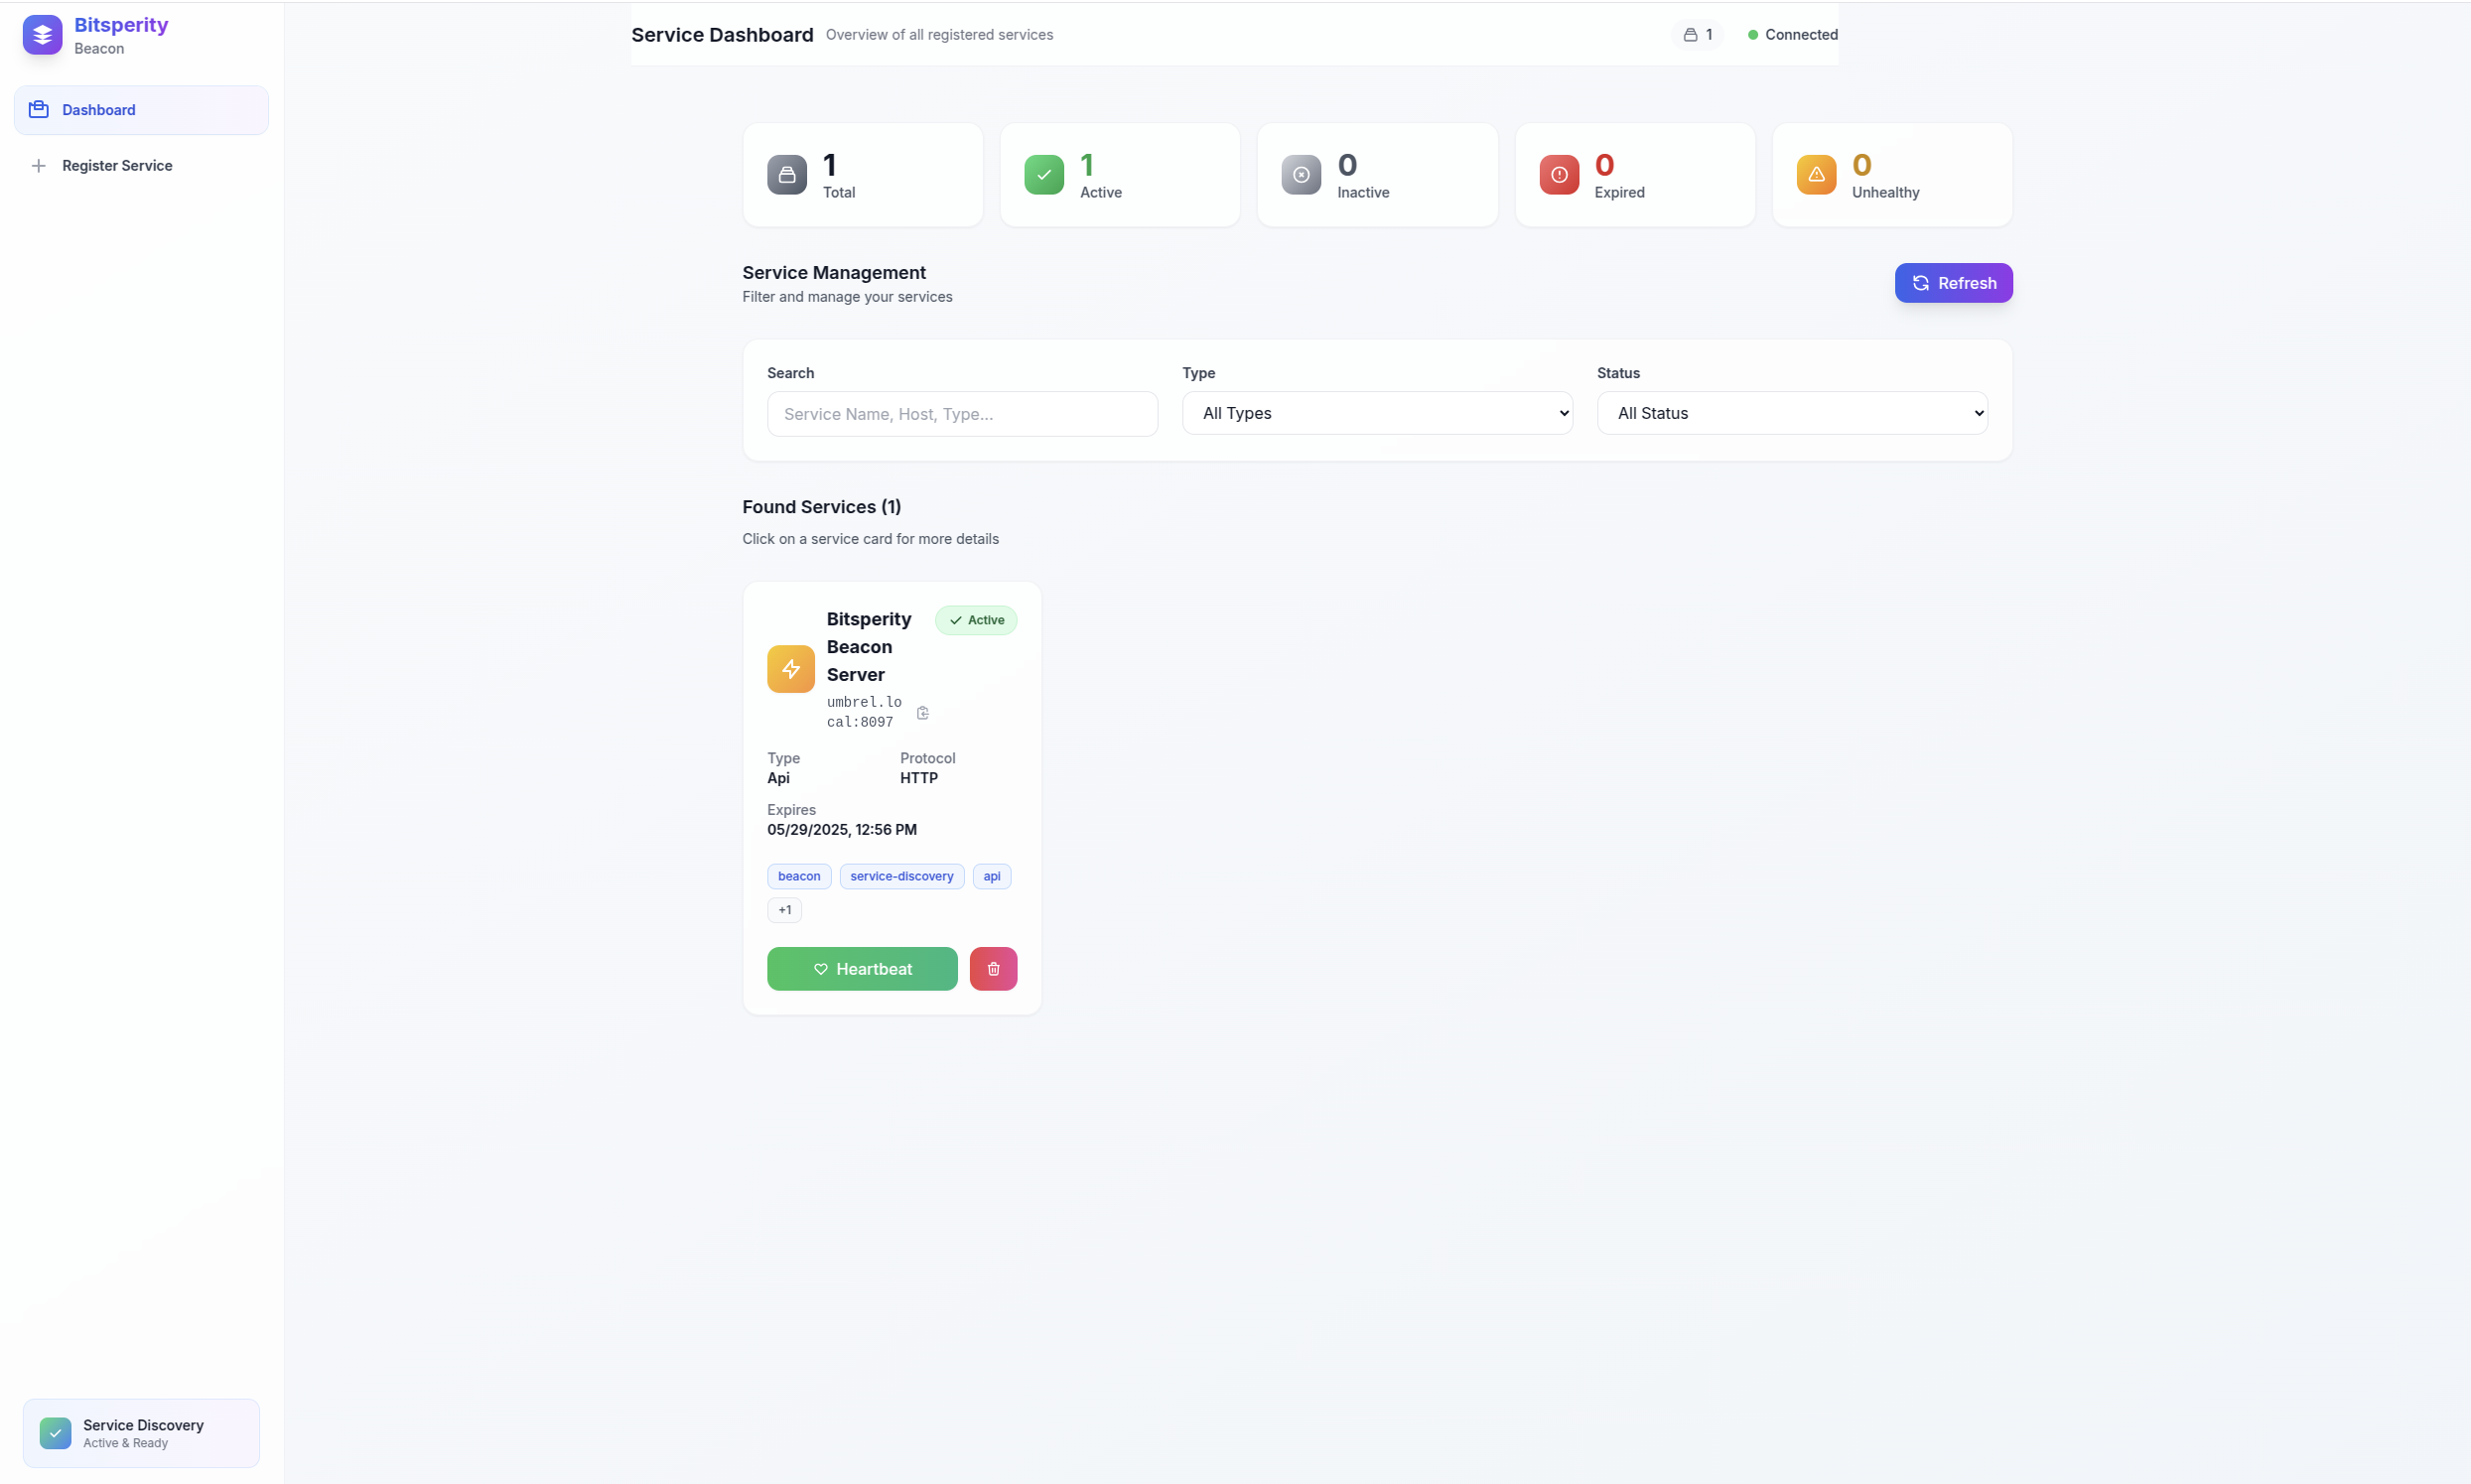 Bitsperity
Beacon
Dashboard
Register Service
Service Discovery
Active & Ready
Service Dashboard Overview of all registered services 1 Connected
1
Total
1
Active
0
Inactive
0
Expired
0
Unhealthy
Service Management
Filter and manage your services
Refresh
Search
Service Name, Host, Type...
Type
All Types
Status
All Status
Found Services (1)
Click on a service card for more details
Bitsperity
Beacon
Server
Active
umbrel.lo
cal:8097
Type
Api
Protocol
HTTP
Expires
05/29/2025, 12:56 PM
beacon service-discovery api
+1
Heartbeat